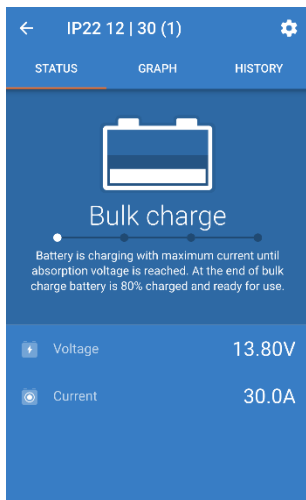 IP22 12 | 30 (1)
STATUS GRAPH HISTORY
Bulk charge
Battery is charging with maximum current until
absorption voltage is reached. At the end of bulk
charge battery is 80% charged and ready for use.
Voltage 13.80V
Current 30.0A